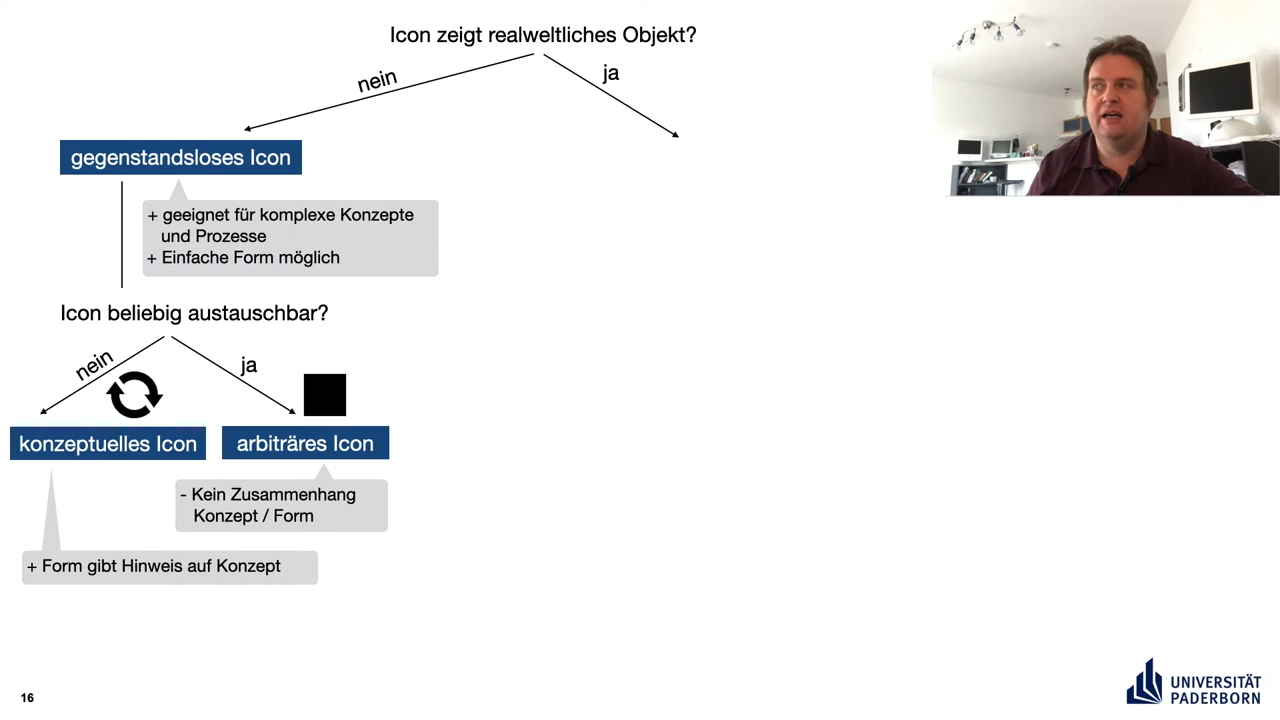 Icon zeigt realweltliches Objekt?
nein
ja
gegenstandsloses Icon
+ geeignet für komplexe Konzepte
und Prozesse
+ Einfache Form möglich
Icon beliebig austauschbar?
nein
ja
konzeptuelles Icon
arbiträres Icon
- Kein Zusammenhang
Konzept / Form
+ Form gibt Hinweis auf Konzept
16
UNIVERSITÄT
PADERBORN